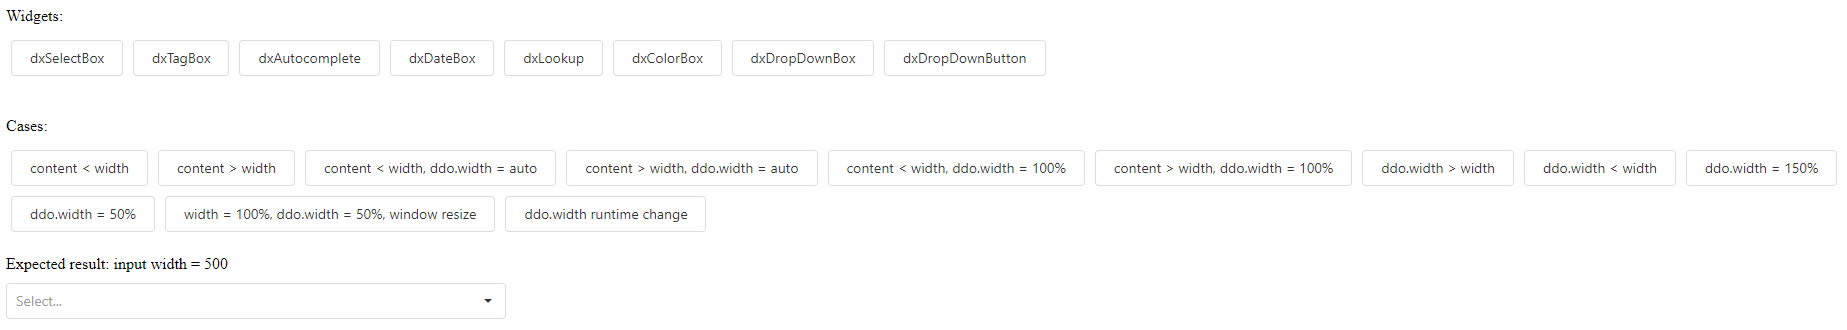 Widgets:
dxSelectBox dxTagBox dxAutocomplete dxDateBox dxLookup dxColorBox dxDropDownBox dxDropDownButton
Cases:
content < width content > width content < width, ddo.width = auto content > width, ddo.width = auto content < width, ddo.width = 100% content > width, ddo.width = 100% ddo.width > width ddo.width < width ddo.width = 150%
ddo.width = 50% width = 100%, ddo.width = 50%, window resize ddo.width runtime change
Expected result: input width = 500
Select...